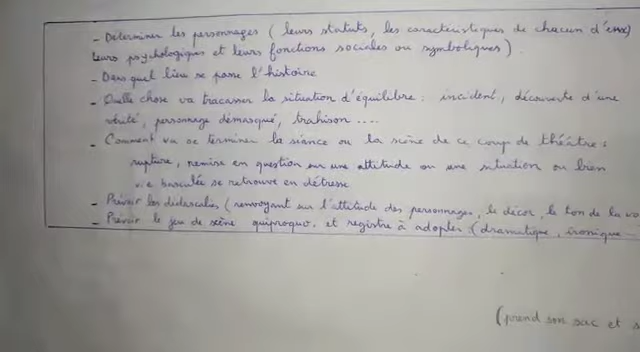 - Déterminer les personnages (leurs statuts, les caractéristiques de chacun d'eux)
leurs psychologiques et leurs fonctions sociales ou symboliques).
- Dans quel lieu se passe l'histoire
- Quelle chose va tracasser la situation d'équilibre : incident, découverte d'une
vérité, personnage démasqué, trahison ....
- Comment va se terminer la séance ou la scène de ce coup de théâtre :
rupture, remise en question sur une attitude ou une situation ou bien
vie basculée se retrouve en détresse
- Prévoir les didascalies (renvoyant sur l'attitude des personnages, le décor, le ton de la vo
- Prévoir le jeu de scène quiproquo. et registre à adopter (dramatique, ironique ...
(prend son sac et s